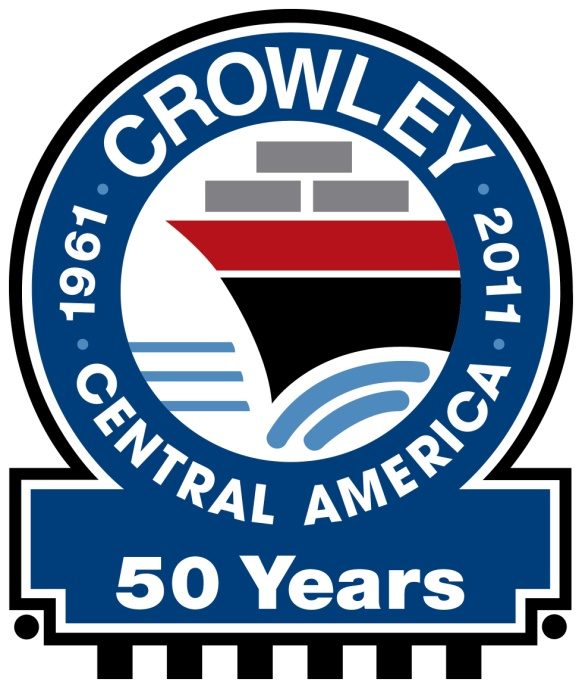 CROWLEY
1961
2011
CENTRAL AMERICA
50 Years